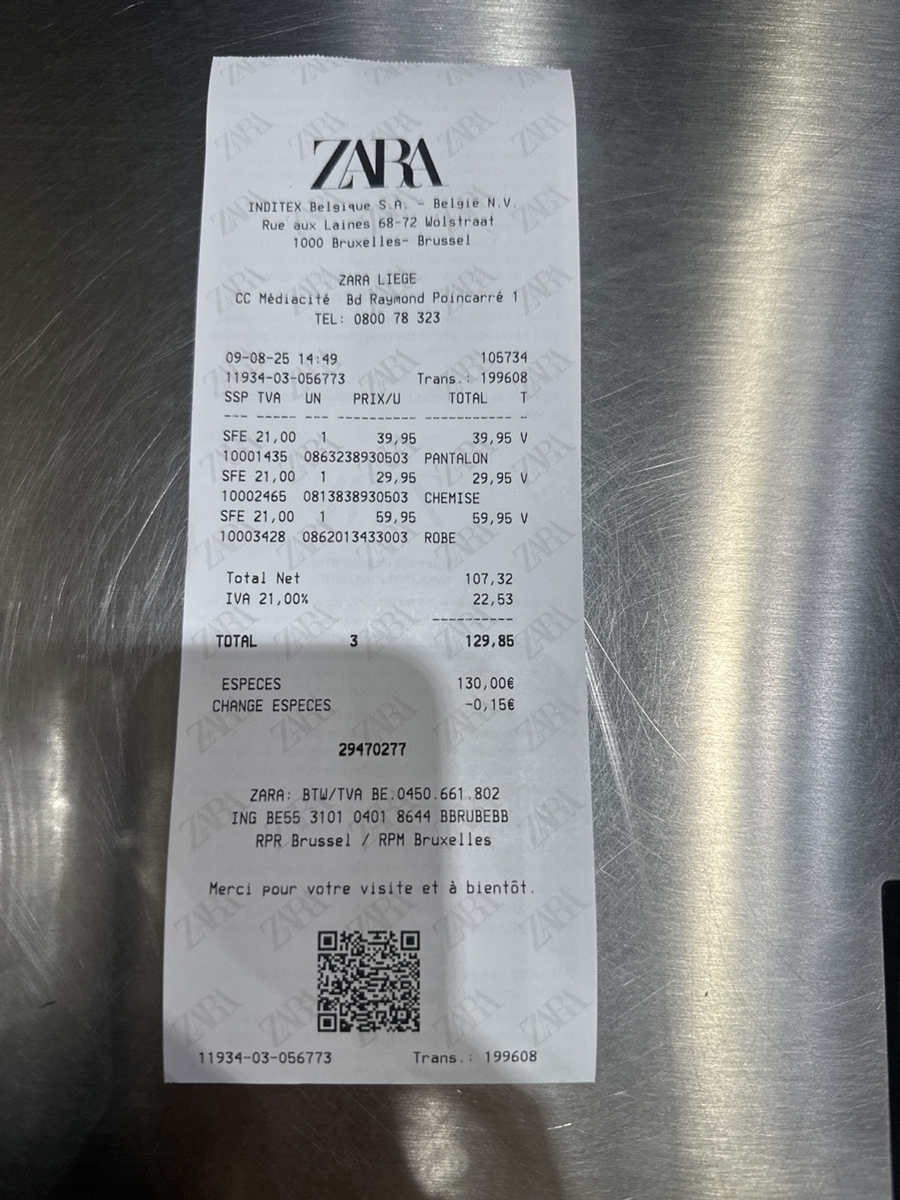 ZARA
INDITEX Belgique S.A. - België N.V.
Rue aux Laines 68-72 Wolstraat
1000 Bruxelles- Brussel
ZARA LIEGE
CC Médiacité Bd Raymond Poincarré 1
TEL: 0800 78 323
09-08-25 14:49 105734
11934-03-056773 Trans.: 199608
SSP TVA UN PRIX/U TOTAL T
--- ----- --- ---------- ----------- --
SFE 21,00 1 39,95 39,95 V
10001435 0863238930503 PANTALON
SFE 21,00 1 29,95 29,95 V
10002465 0813838930503 CHEMISE
SFE 21,00 1 59,95 59,95 V
10003428 0862013433003 ROBE
Total Net 107,32
IVA 21,00% 22,53
----------
TOTAL 3 129,85
ESPECES 130,00€
CHANGE ESPECES -0,15€
29470277
ZARA: BTW/TVA BE.0450.661.802
ING BE55 3101 0401 8644 BBRUBEBB
RPR Brussel / RPM Bruxelles
Merci pour votre visite et à bientôt.
11934-03-056773 Trans.: 199608